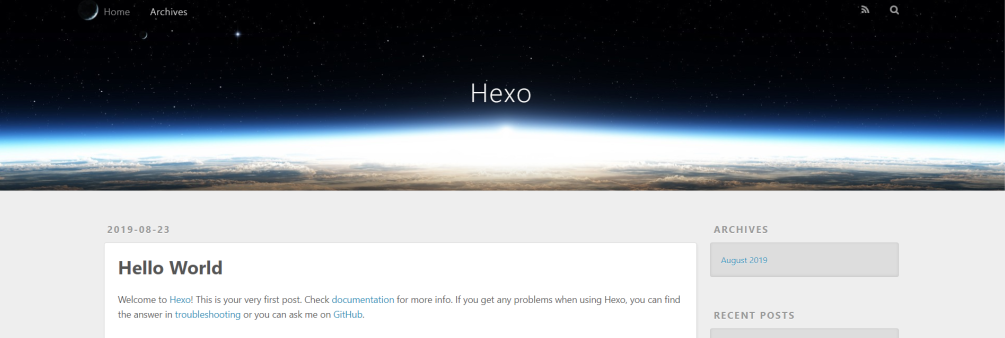 Home Archives
Hexo
2019-08-23
Hello World
Welcome to Hexo! This is your very first post. Check documentation for more info. If you get any problems when using Hexo, you can find
the answer in troubleshooting or you can ask me on GitHub.
ARCHIVES
August 2019
RECENT POSTS